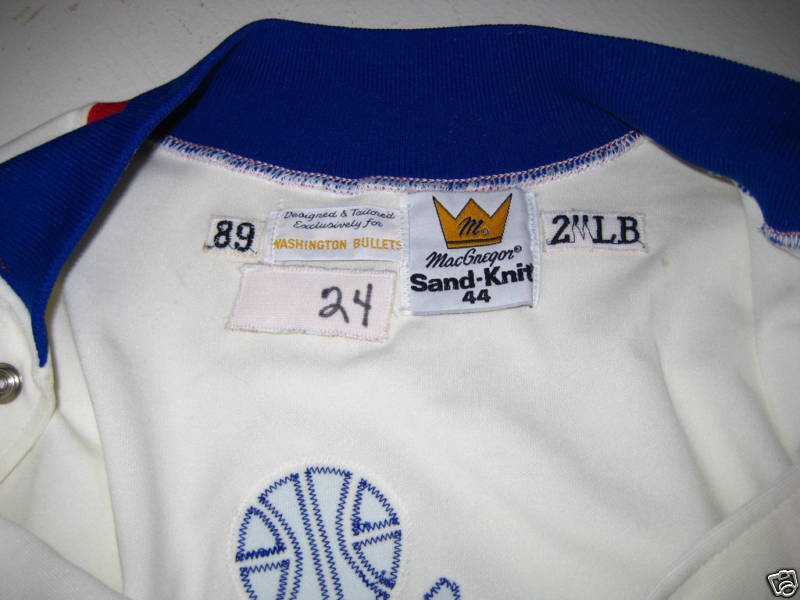 89
Designed & Tailored
Exclusively for
WASHINGTON BULLETS
M.
MacGregor®
Sand-Knit
44
2"LB
24